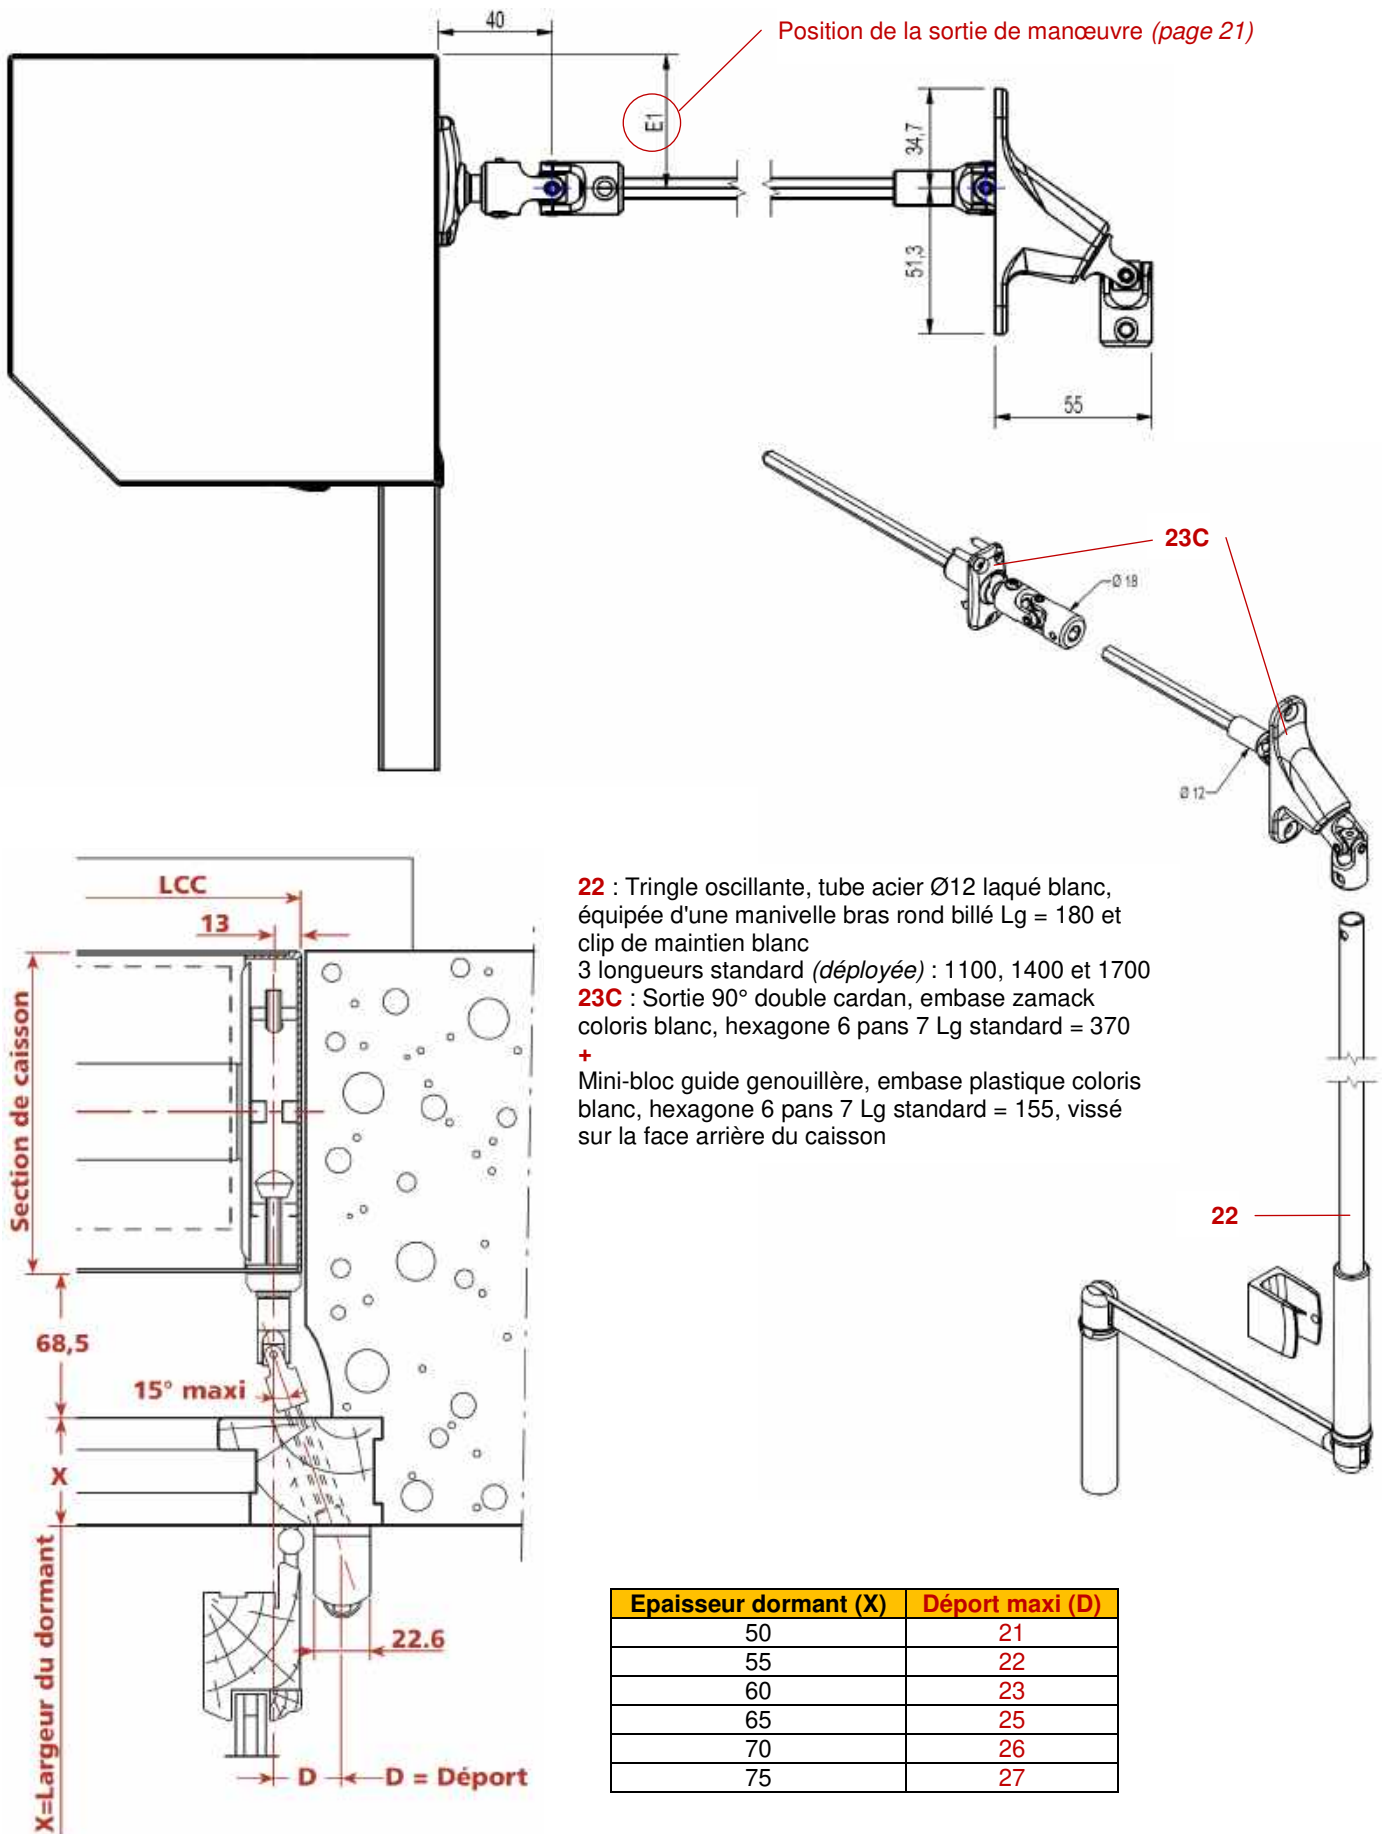 40
Position de la sortie de manœuvre (page 21)
E1
34,7
51,3
55
23C
Ø 18
Ø 12
LCC
13
Section de caisson
68,5
15° maxi
X
X=Largeur du dormant
22.6
D
D = Déport
22 : Tringle oscillante, tube acier Ø12 laqué blanc,
équipée d'une manivelle bras rond billé Lg = 180 et
clip de maintien blanc
3 longueurs standard (déployée) : 1100, 1400 et 1700
23C : Sortie 90° double cardan, embase zamack
coloris blanc, hexagone 6 pans 7 Lg standard = 370
+
Mini-bloc guide genouillère, embase plastique coloris
blanc, hexagone 6 pans 7 Lg standard = 155, vissé
sur la face arrière du caisson
22
Epaisseur dormant (X) Déport maxi (D)
50 21
55 22
60 23
65 25
70 26
75 27